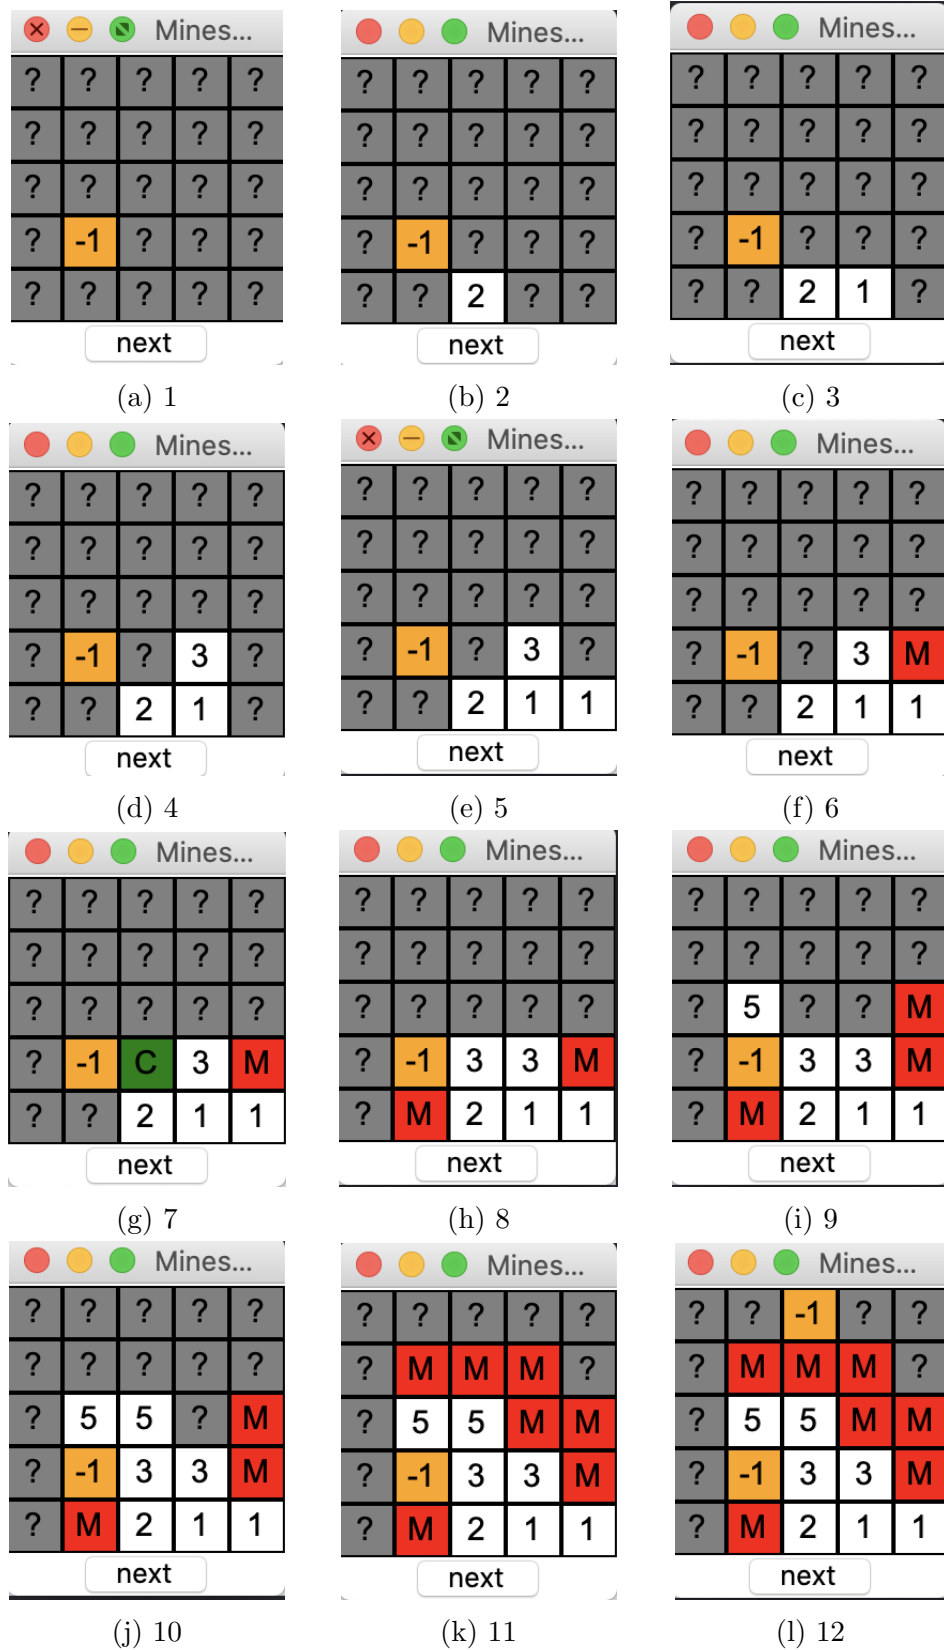 Mines... Mines... Mines...
? ? ? ? ? ? ? ? ? ? ? ? ? ? ?
? ? ? ? ? ? ? ? ? ? ? ? ? ? ?
? ? ? ? ? ? ? ? ? ? ? ? ? ? ?
? -1 ? ? ? ? -1 ? ? ? ? -1 ? ? ?
? ? ? ? ? ? ? 2 ? ? ? ? 2 1 ?
next next next
(a) 1 (b) 2 (c) 3
Mines... Mines... Mines...
? ? ? ? ? ? ? ? ? ? ? ? ? ? ?
? ? ? ? ? ? ? ? ? ? ? ? ? ? ?
? ? ? ? ? ? ? ? ? ? ? ? ? ? ?
? -1 ? 3 ? ? -1 ? 3 ? ? -1 ? 3 M
? ? 2 1 ? ? ? 2 1 1 ? ? 2 1 1
next next next
(d) 4 (e) 5 (f) 6
Mines... Mines... Mines...
? ? ? ? ? ? ? ? ? ? ? ? ? ? ?
? ? ? ? ? ? ? ? ? ? ? ? ? ? ?
? ? ? ? ? ? ? ? ? ? ? 5 ? ? M
? -1 C 3 M ? -1 3 3 M ? -1 3 3 M
? ? 2 1 1 ? M 2 1 1 ? M 2 1 1
next next next
(g) 7 (h) 8 (i) 9
Mines... Mines... Mines...
? ? ? ? ? ? ? ? ? ? ? ? -1 ? ?
? ? ? ? ? ? M M M ? ? M M M ?
? 5 5 ? M ? 5 5 M M ? 5 5 M M
? -1 3 3 M ? -1 3 3 M ? -1 3 3 M
? M 2 1 1 ? M 2 1 1 ? M 2 1 1
next next next
(j) 10 (k) 11 (l) 12